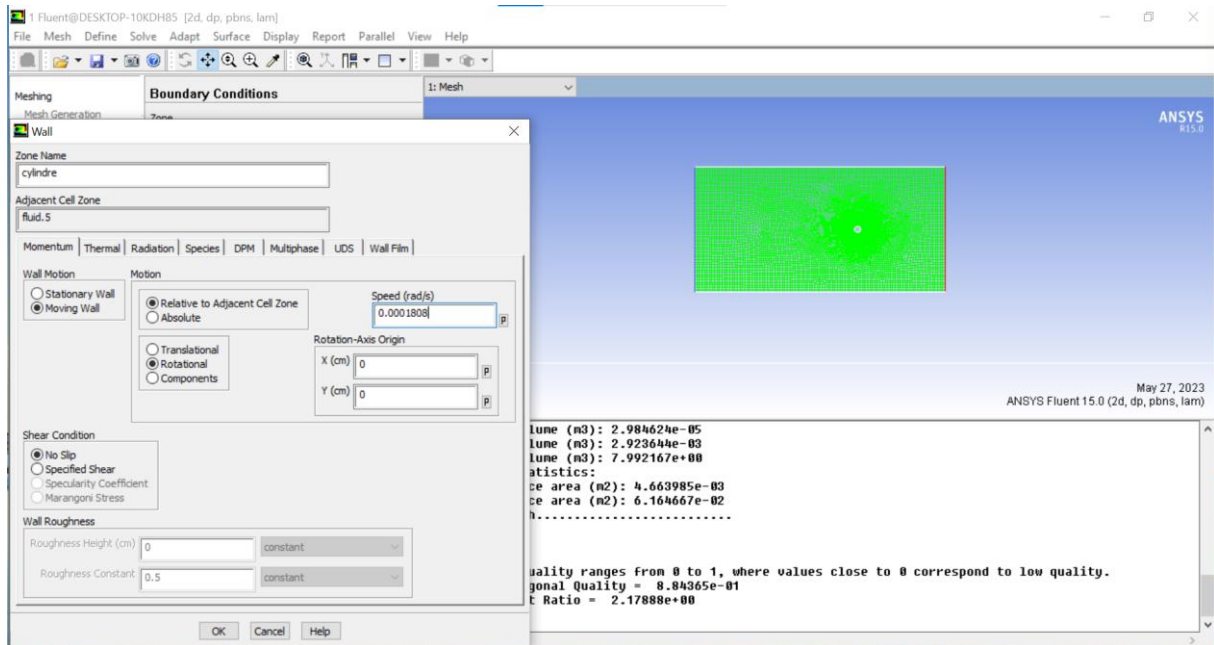 1 Fluent@DESKTOP-10KDH85 [2d, dp, pbns, lam]
File Mesh Define Solve Adapt Surface Display Report Parallel View Help
Meshing
Mesh Generation
Boundary Conditions
Zone
1: Mesh
ANSYS
R15.0
Wall
Zone Name
cylindre
Adjacent Cell Zone
fluid.5
Momentum Thermal Radiation Species DPM Multiphase UDS Wall Film
Wall Motion
Stationary Wall
Moving Wall
Motion
Relative to Adjacent Cell Zone
Absolute
Speed (rad/s)
0.0001808
P
Translational
Rotational
Components
Rotation-Axis Origin
X (cm) 0
P
Y (cm) 0
P
Shear Condition
No Slip
Specified Shear
Specularity Coefficient
Marangoni Stress
Wall Roughness
Roughness Height (cm) 0 constant
Roughness Constant 0.5 constant
OK Cancel Help
May 27, 2023
ANSYS Fluent 15.0 (2d, dp, pbns, lam)
lume (m3): 2.984624e-05
lume (m3): 2.923644e-03
lume (m3): 7.992167e+00
atistics:
ce area (m2): 4.663985e-03
ce area (m2): 6.164667e-02
h..........................
uality ranges from 0 to 1, where values close to 0 correspond to low quality.
gonal Quality = 8.84365e-01
t Ratio = 2.17888e+00